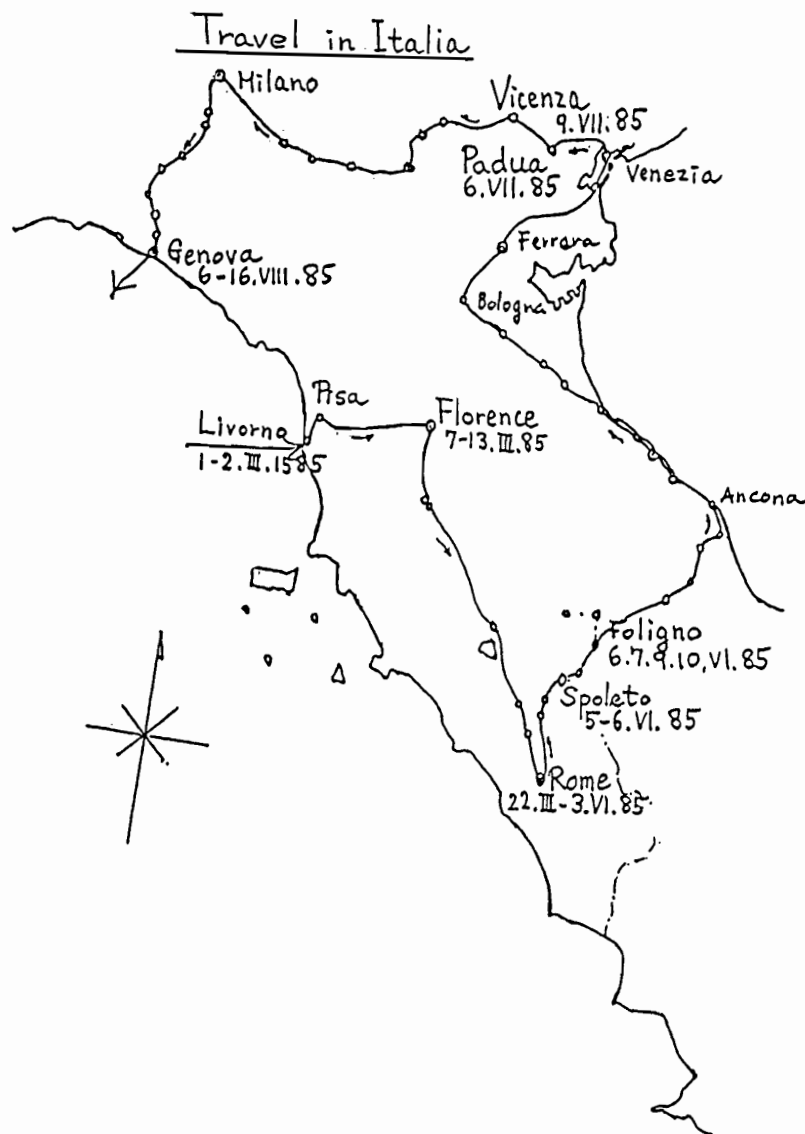 Travel in Italia
Milano
Vicenza
9.VII.85
Padua
6.VII.85
Venezia
Genova
6-16.VIII.85
Ferrara
Bologna
Pisa
Livorna
1-2.III.1585
Florence
7-13.III.85
Ancona
Foligno
6.7.9.10,VI.85
Spoleto
5-6.VI.85
Rome
22.III-3.VI.85